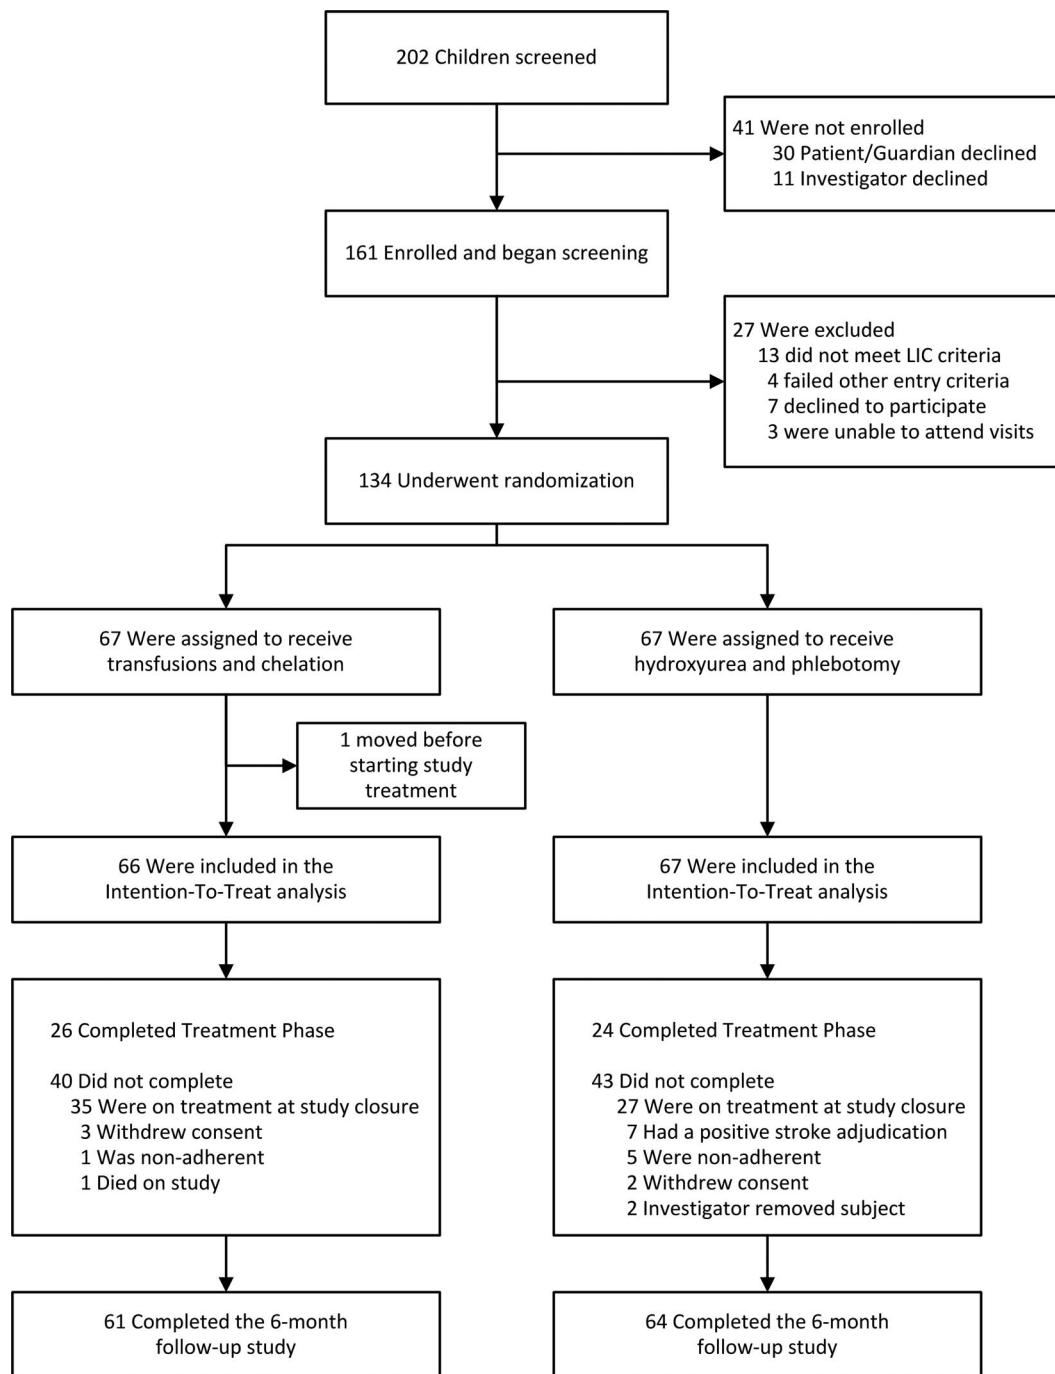 202 Children screened
41 Were not enrolled
30 Patient/Guardian declined
11 Investigator declined
161 Enrolled and began screening
27 Were excluded
13 did not meet LIC criteria
4 failed other entry criteria
7 declined to participate
3 were unable to attend visits
134 Underwent randomization
67 Were assigned to receive
transfusions and chelation
67 Were assigned to receive
hydroxyurea and phlebotomy
1 moved before
starting study
treatment
66 Were included in the
Intention-To-Treat analysis
67 Were included in the
Intention-To-Treat analysis
26 Completed Treatment Phase
40 Did not complete
35 Were on treatment at study closure
3 Withdrew consent
1 Was non-adherent
1 Died on study
24 Completed Treatment Phase
43 Did not complete
27 Were on treatment at study closure
7 Had a positive stroke adjudication
5 Were non-adherent
2 Withdrew consent
2 Investigator removed subject
61 Completed the 6-month
follow-up study
64 Completed the 6-month
follow-up study